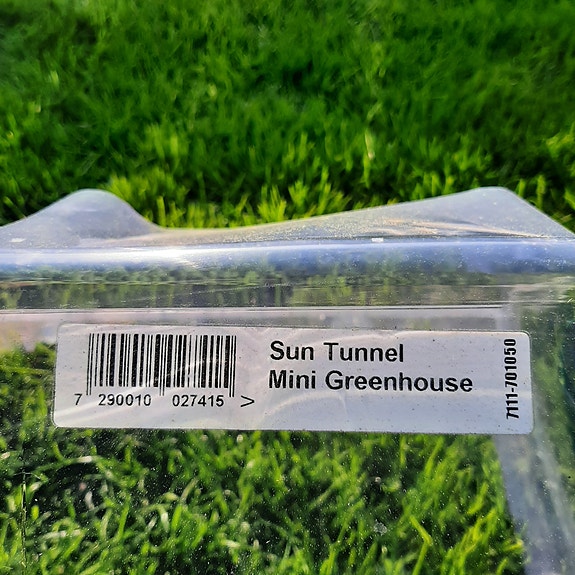 Sun Tunnel
Mini Greenhouse
7 290010 027415 >
7111-701050